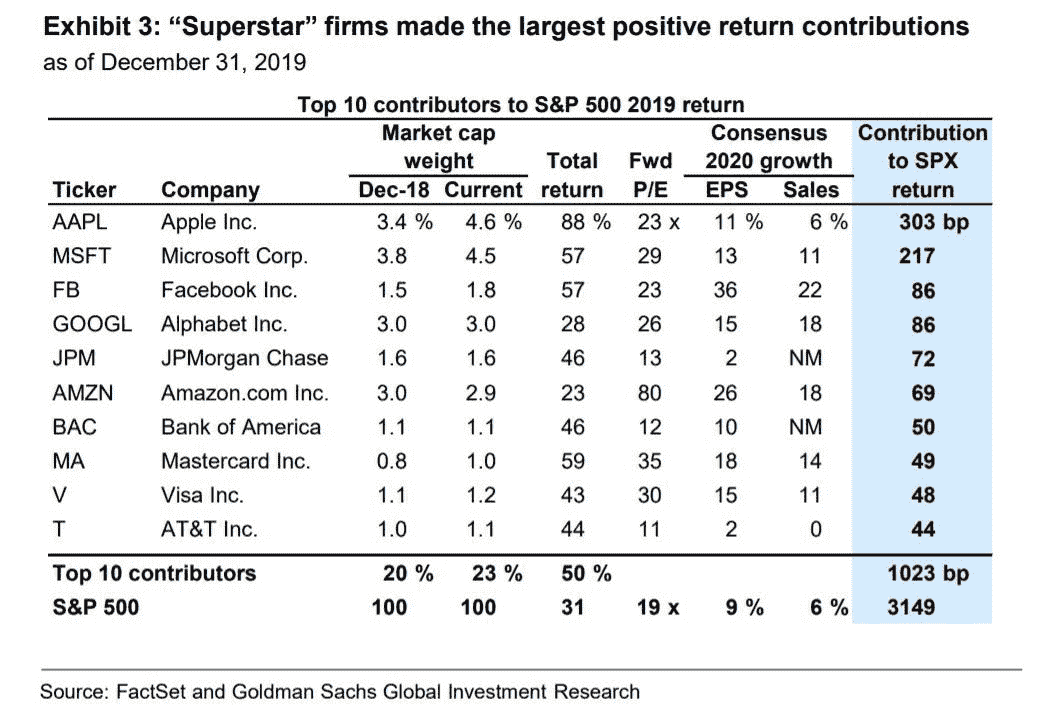 Exhibit 3: “Superstar” firms made the largest positive return contributions
as of December 31, 2019
Top 10 contributors to S&P 500 2019 return
Market cap Consensus Contribution
weight Total Fwd 2020 growth to SPX
Ticker Company Dec-18 Current return P/E EPS Sales return
AAPL Apple Inc. 3.4 % 4.6 % 88 % 23 x 11 % 6 % 303 bp
MSFT Microsoft Corp. 3.8 4.5 57 29 13 11 217
FB Facebook Inc. 1.5 1.8 57 23 36 22 86
GOOGL Alphabet Inc. 3.0 3.0 28 26 15 18 86
JPM JPMorgan Chase 1.6 1.6 46 13 2 NM 72
AMZN Amazon.com Inc. 3.0 2.9 23 80 26 18 69
BAC Bank of America 1.1 1.1 46 12 10 NM 50
MA Mastercard Inc. 0.8 1.0 59 35 18 14 49
V Visa Inc. 1.1 1.2 43 30 15 11 48
T AT&T Inc. 1.0 1.1 44 11 2 0 44
Top 10 contributors 20 % 23 % 50 % 1023 bp
S&P 500 100 100 31 19 x 9 % 6 % 3149
Source: FactSet and Goldman Sachs Global Investment Research